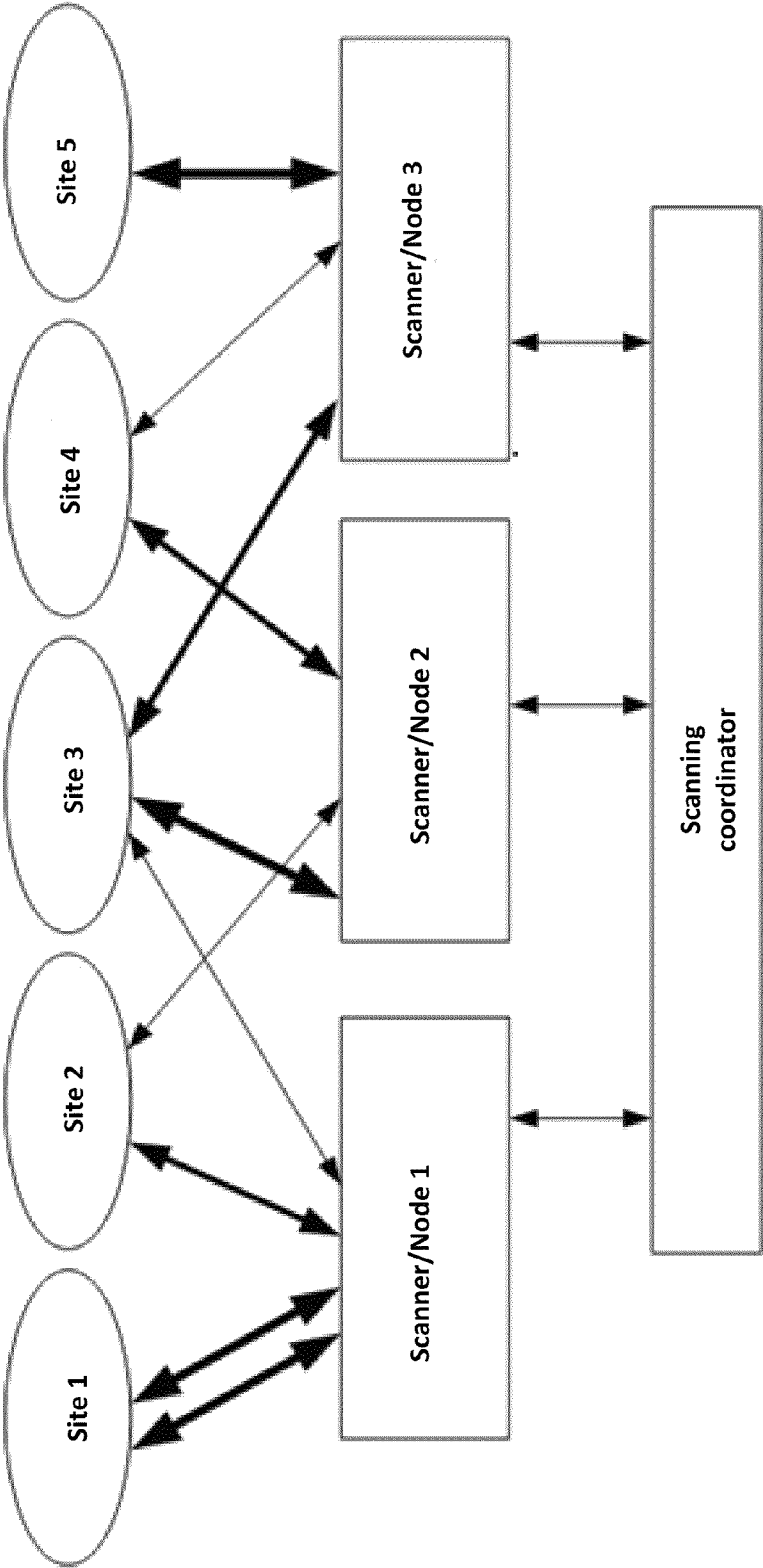 Site 1
Site 2
Site 3
Site 4
Site 5
Scanner/Node 1
Scanner/Node 2
Scanner/Node 3
Scanning
coordinator